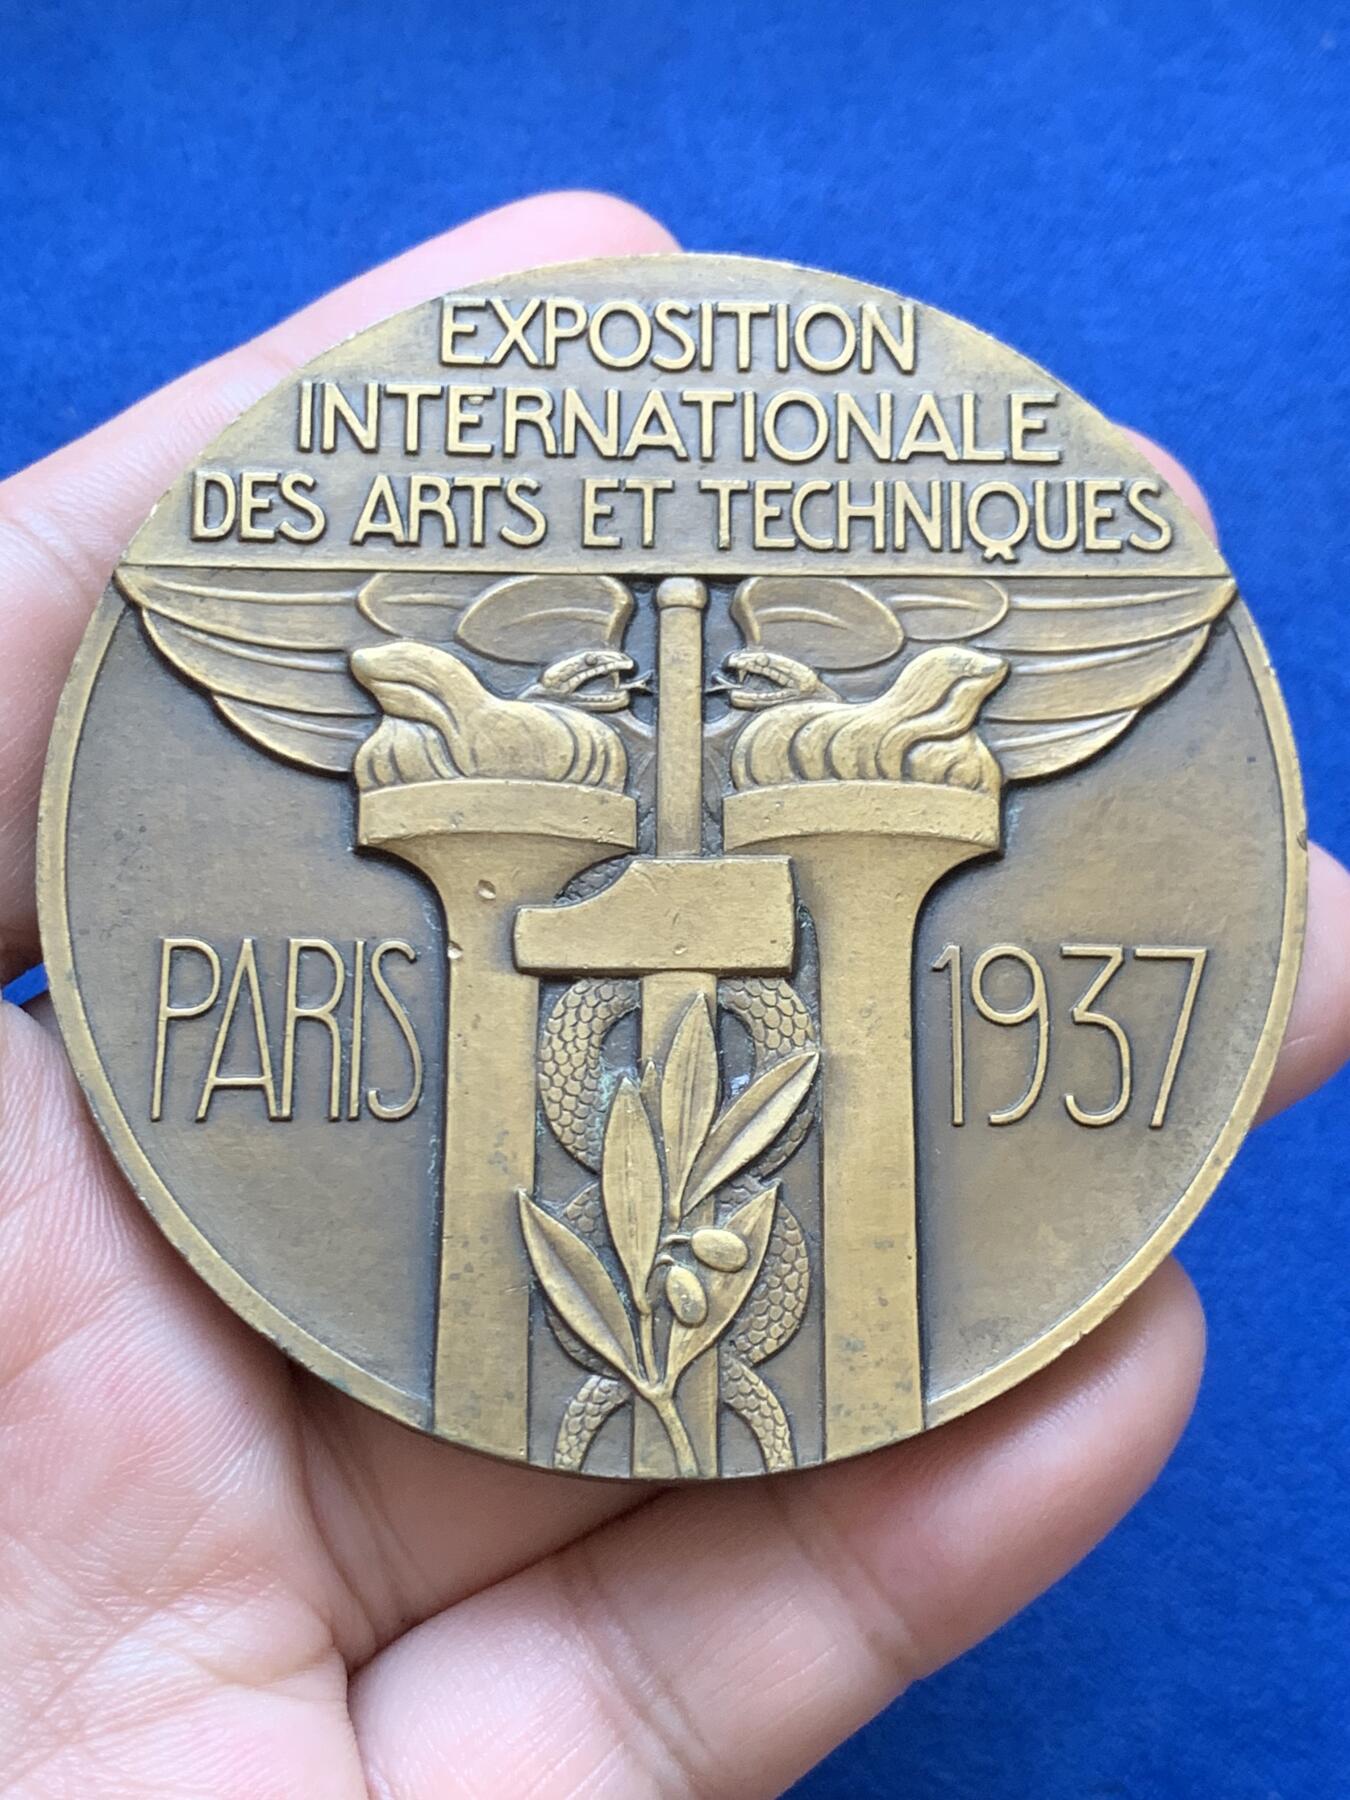 EXPOSITION
INTERNATIONALE
DES ARTS ET TECHNIQUES
PARIS 1937